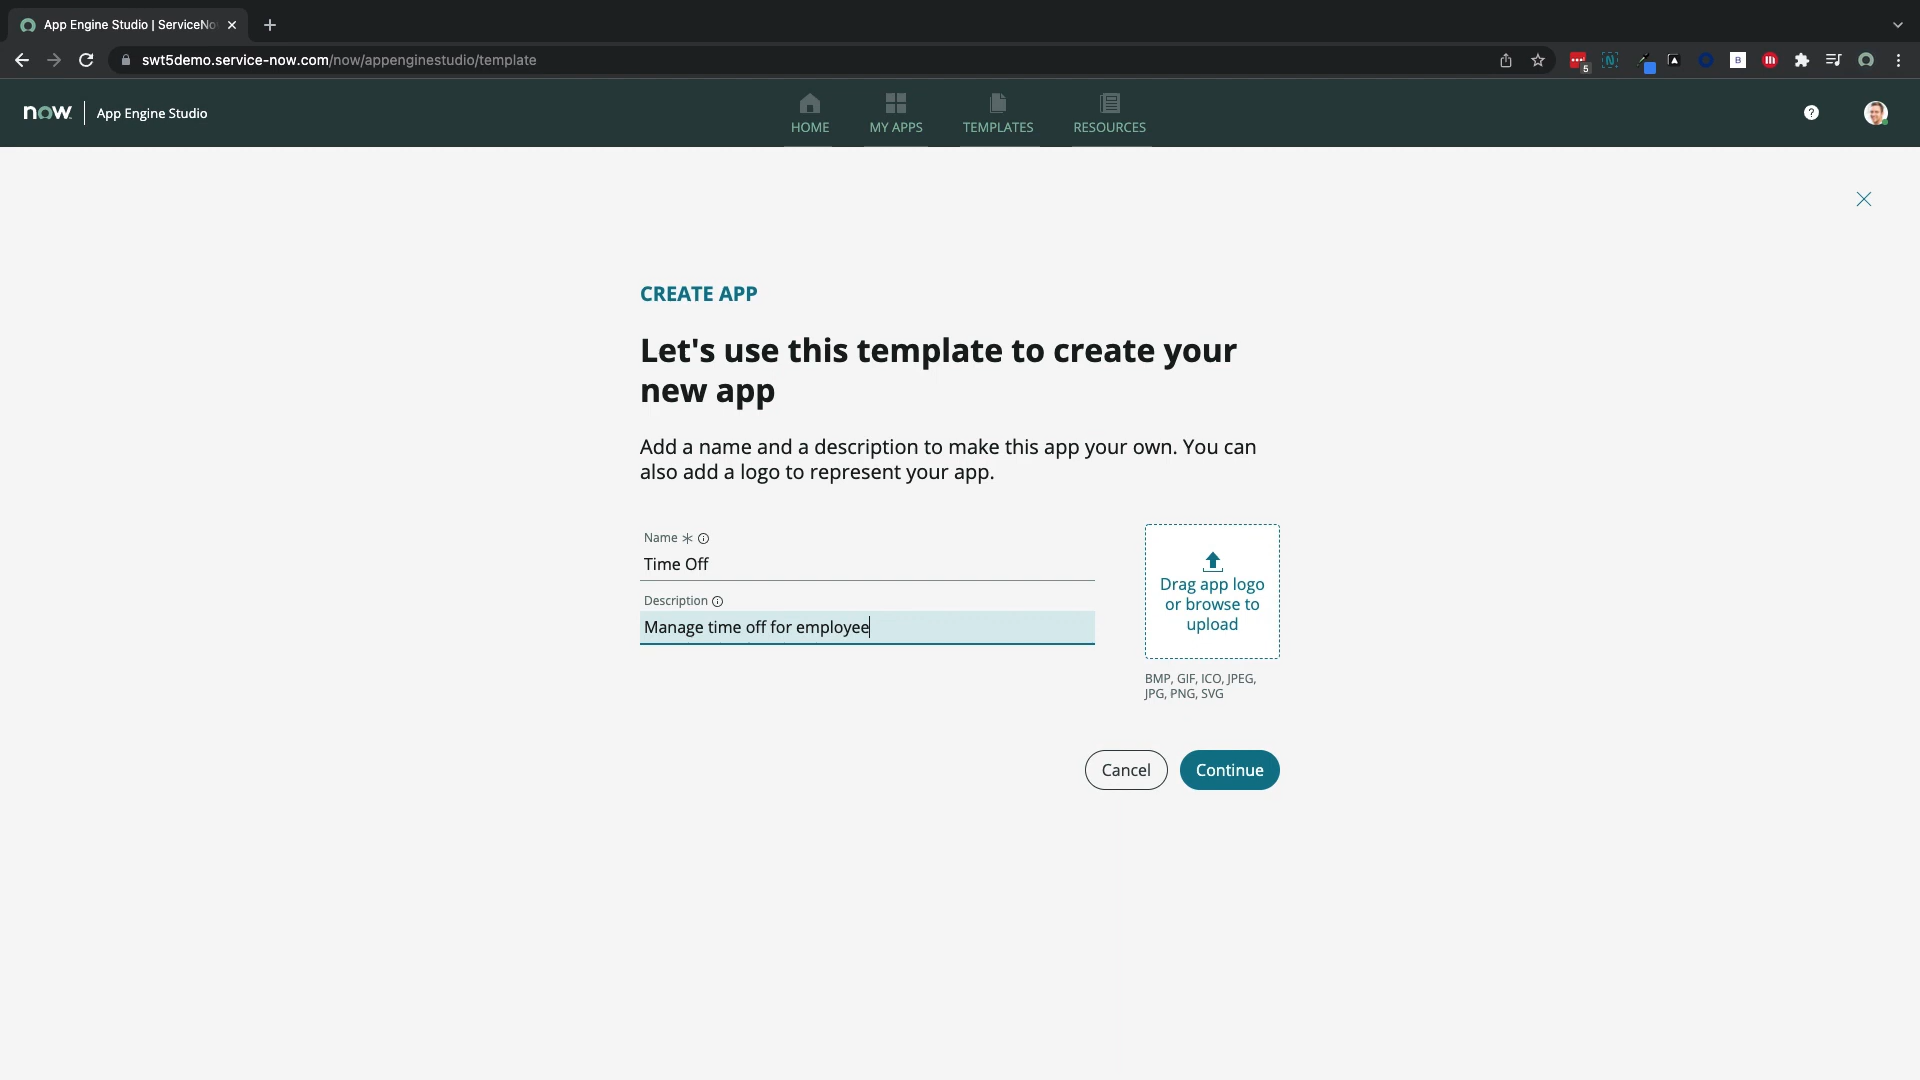 App Engine Studio | ServiceNo
swt5demo.service-now.com/now/appenginestudio/template
5
B
now
App Engine Studio
HOME
MY APPS
TEMPLATES
RESOURCES
?
CREATE APP
Let's use this template to create your
new app
Add a name and a description to make this app your own. You can
also add a logo to represent your app.
Name *
Time Off
Description
Manage time off for employee
Drag app logo
or browse to
upload
BMP, GIF, ICO, JPEG,
JPG, PNG, SVG
Cancel
Continue